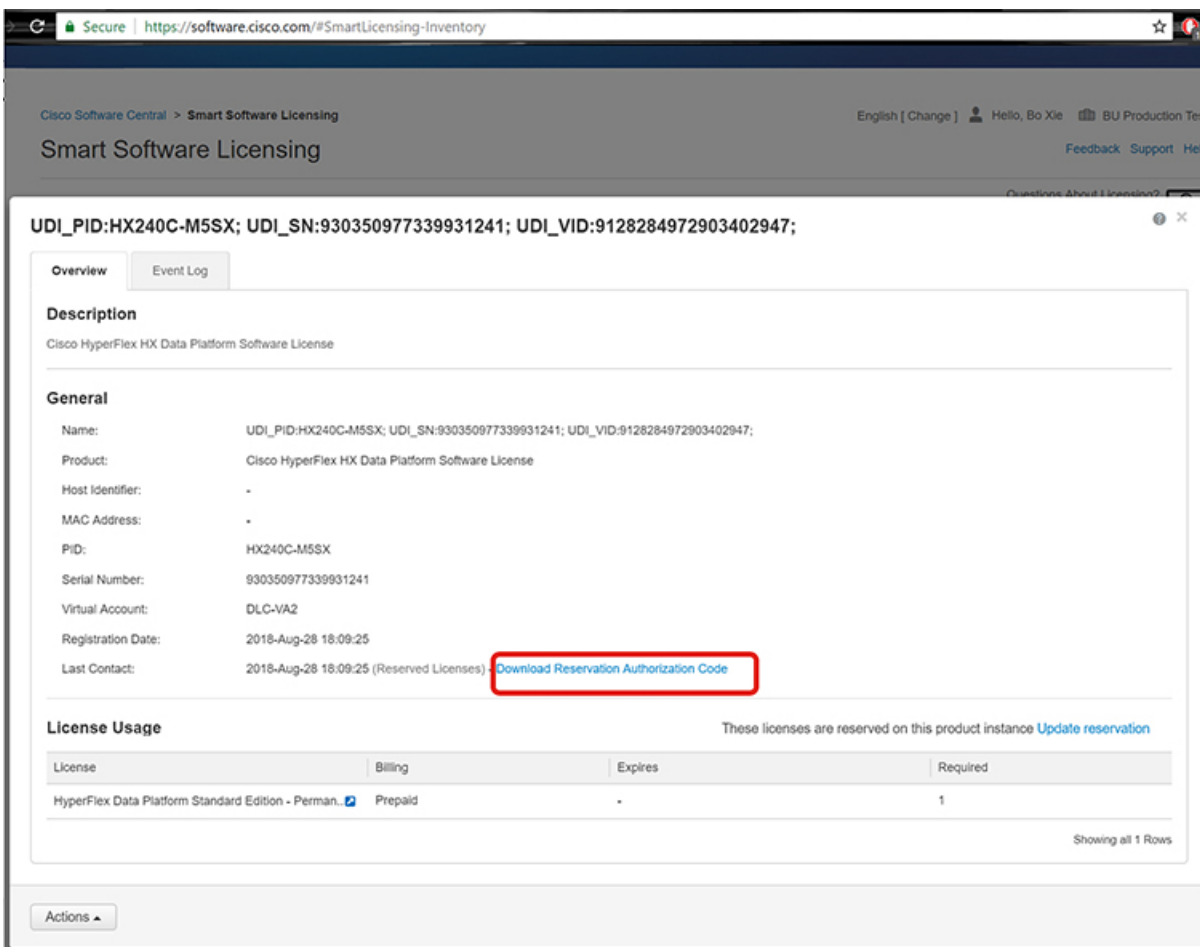 Secure https://software.cisco.com/#SmartLicensing-Inventory
Cisco Software Central > Smart Software Licensing English [ Change ] Hello, Bo Xie BU Production Tes
Smart Software Licensing Feedback Support Hel
Questions About Licensing?
UDI_PID:HX240C-M5SX; UDI_SN:930350977339931241; UDI_VID:9128284972903402947;
Overview Event Log
Description
Cisco HyperFlex HX Data Platform Software License
General
Name: UDI_PID:HX240C-M5SX; UDI_SN:930350977339931241; UDI_VID:9128284972903402947;
Product: Cisco HyperFlex HX Data Platform Software License
Host Identifier: -
MAC Address: -
PID: HX240C-M5SX
Serial Number: 930350977339931241
Virtual Account: DLC-VA2
Registration Date: 2018-Aug-28 18:09:25
Last Contact: 2018-Aug-28 18:09:25 (Reserved Licenses) - Download Reservation Authorization Code
License Usage These licenses are reserved on this product instance Update reservation
License Billing Expires Required
HyperFlex Data Platform Standard Edition - Perman.. Prepaid - 1
Showing all 1 Rows
Actions